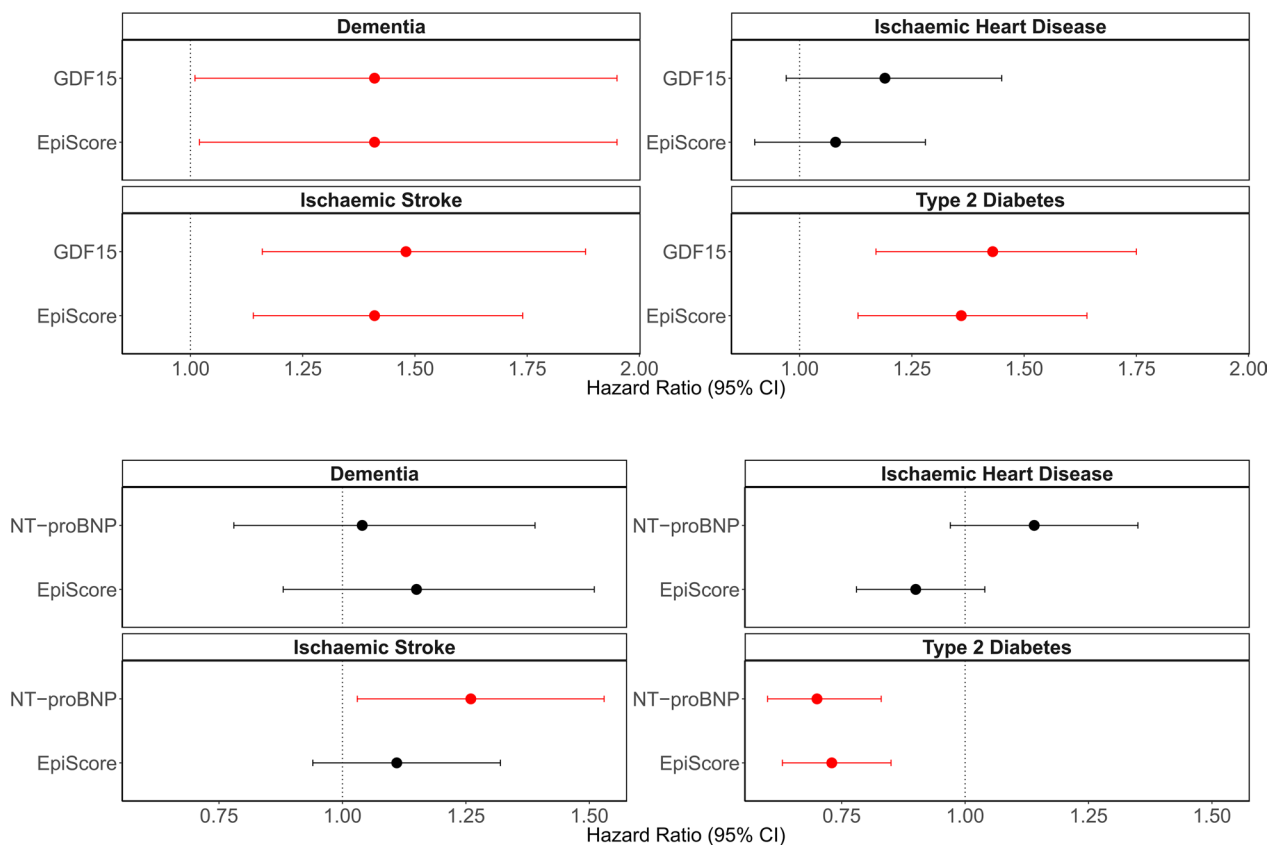 Dementia
GDF15
EpiScore
Ischaemic Stroke
GDF15
EpiScore
1.00 1.25 1.50 1.75 2.00
Ischaemic Heart Disease
GDF15
EpiScore
Type 2 Diabetes
GDF15
EpiScore
1.00 1.25 1.50 1.75 2.00
Hazard Ratio (95% CI)
Dementia
NT−proBNP
EpiScore
Ischaemic Stroke
NT−proBNP
EpiScore
0.75 1.00 1.25 1.50
Ischaemic Heart Disease
NT−proBNP
EpiScore
Type 2 Diabetes
NT−proBNP
EpiScore
0.75 1.00 1.25 1.50
Hazard Ratio (95% CI)